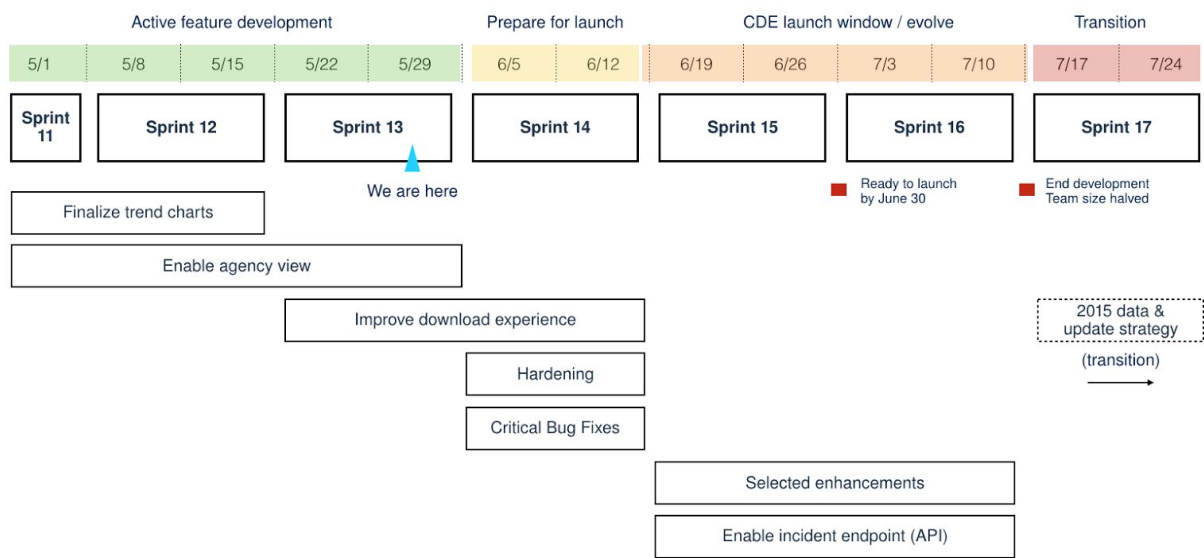 Active feature development
Prepare for launch
CDE launch window / evolve
Transition
5/1 5/8 5/15 5/22 5/29 6/5 6/12 6/19 6/26 7/3 7/10 7/17 7/24
Sprint
11
Sprint 12
Sprint 13
Sprint 14
Sprint 15
Sprint 16
Sprint 17
We are here
Ready to launch
by June 30
End development
Team size halved
Finalize trend charts
Enable agency view
Improve download experience
2015 data &
update strategy
(transition)
Hardening
Critical Bug Fixes
Selected enhancements
Enable incident endpoint (API)